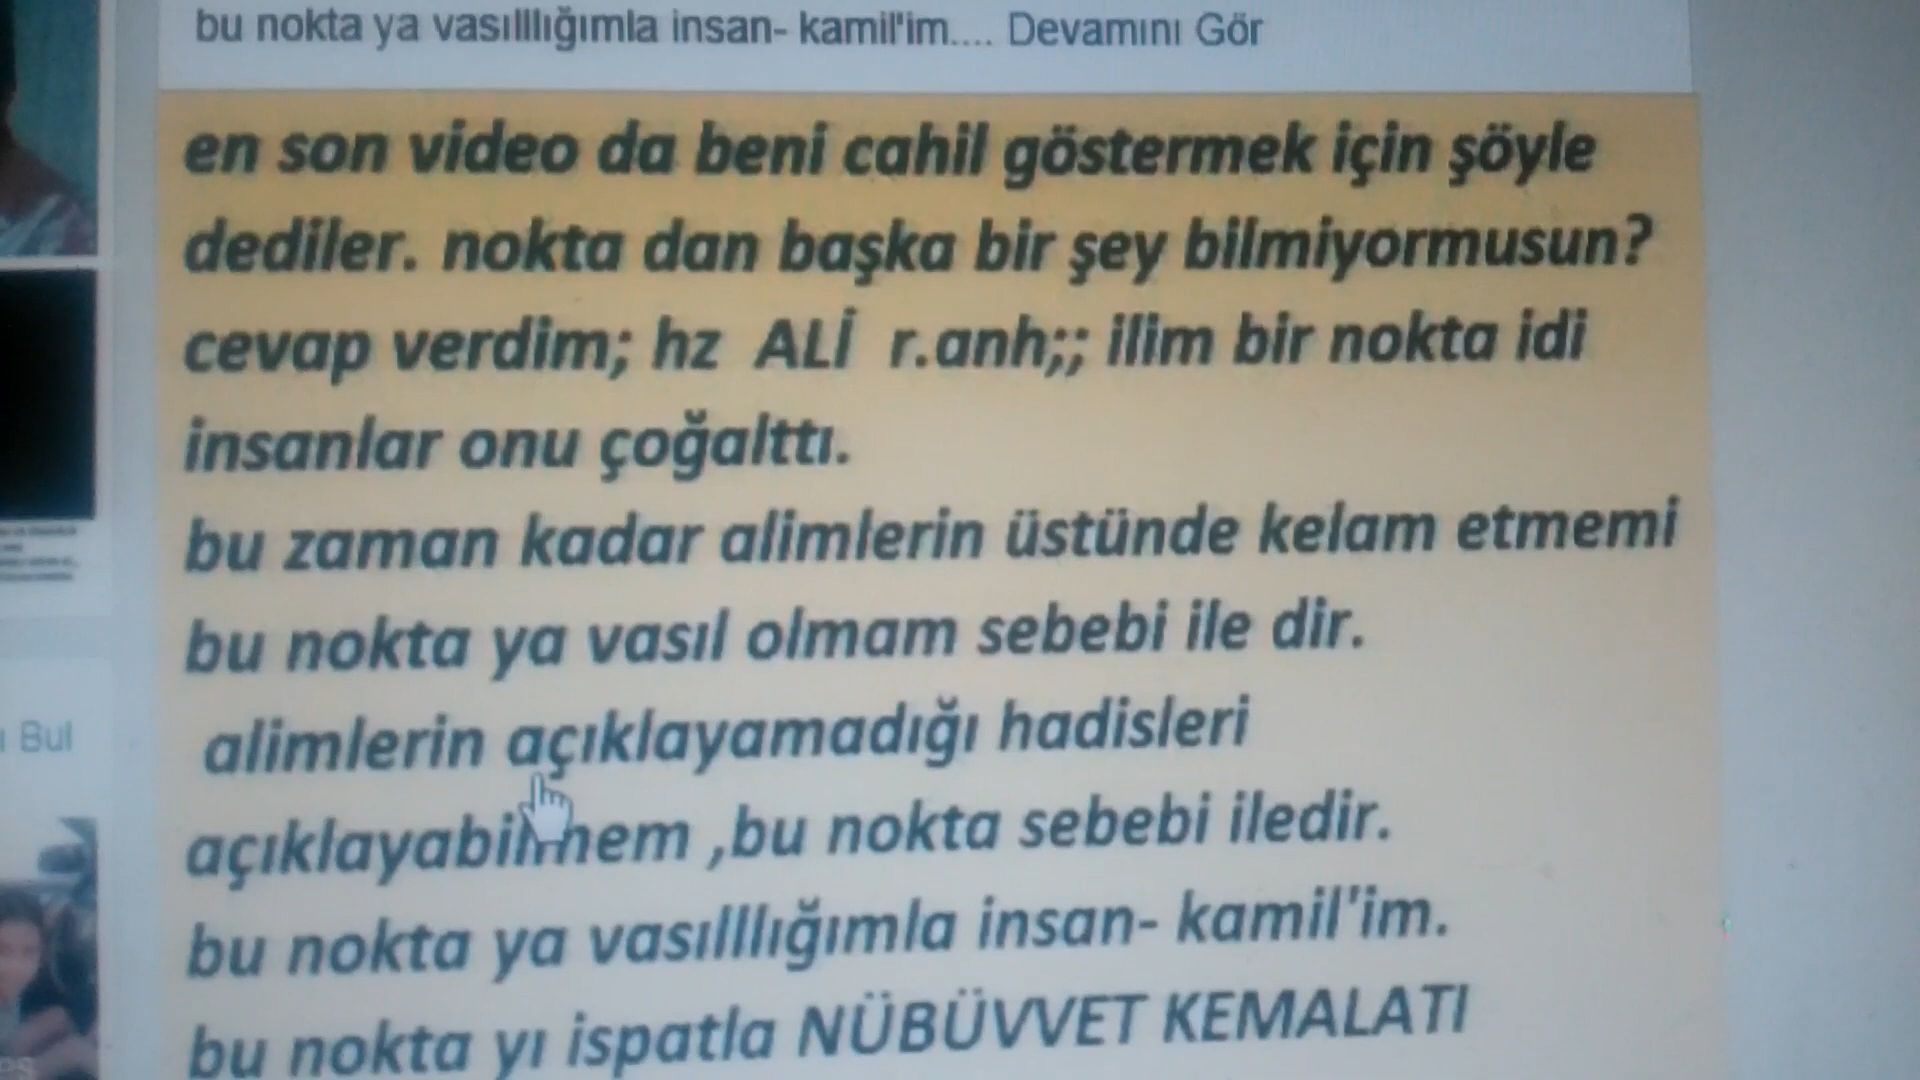 bu nokta ya vasılllığımla insan- kamil'im.... Devamını Gör
en son video da beni cahil göstermek için şöyle
dediler. nokta dan başka bir şey bilmiyormusun?
cevap verdim; hz ALİ r.anh;; ilim bir nokta idi
insanlar onu çoğalttı.
bu zaman kadar alimlerin üstünde kelam etmemi
bu nokta ya vasıl olmam sebebi ile dir.
alimlerin açıklayamadığı hadisleri
açıklayabilmem ,bu nokta sebebi iledir.
bu nokta ya vasılllığımla insan- kamil'im.
bu nokta yı ispatla NÜBÜVVET KEMALATI
Bul